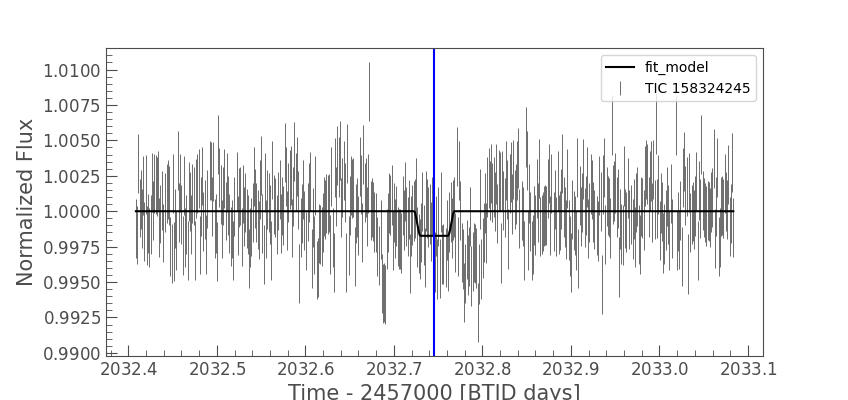 fit_model
TIC 158324245
1.0100
1.0075
1.0050
1.0025
1.0000
0.9975
0.9950
0.9925
0.9900
Normalized Flux
2032.4 2032.5 2032.6 2032.7 2032.8 2032.9 2033.0 2033.1
Time - 2457000 [BTJD days]